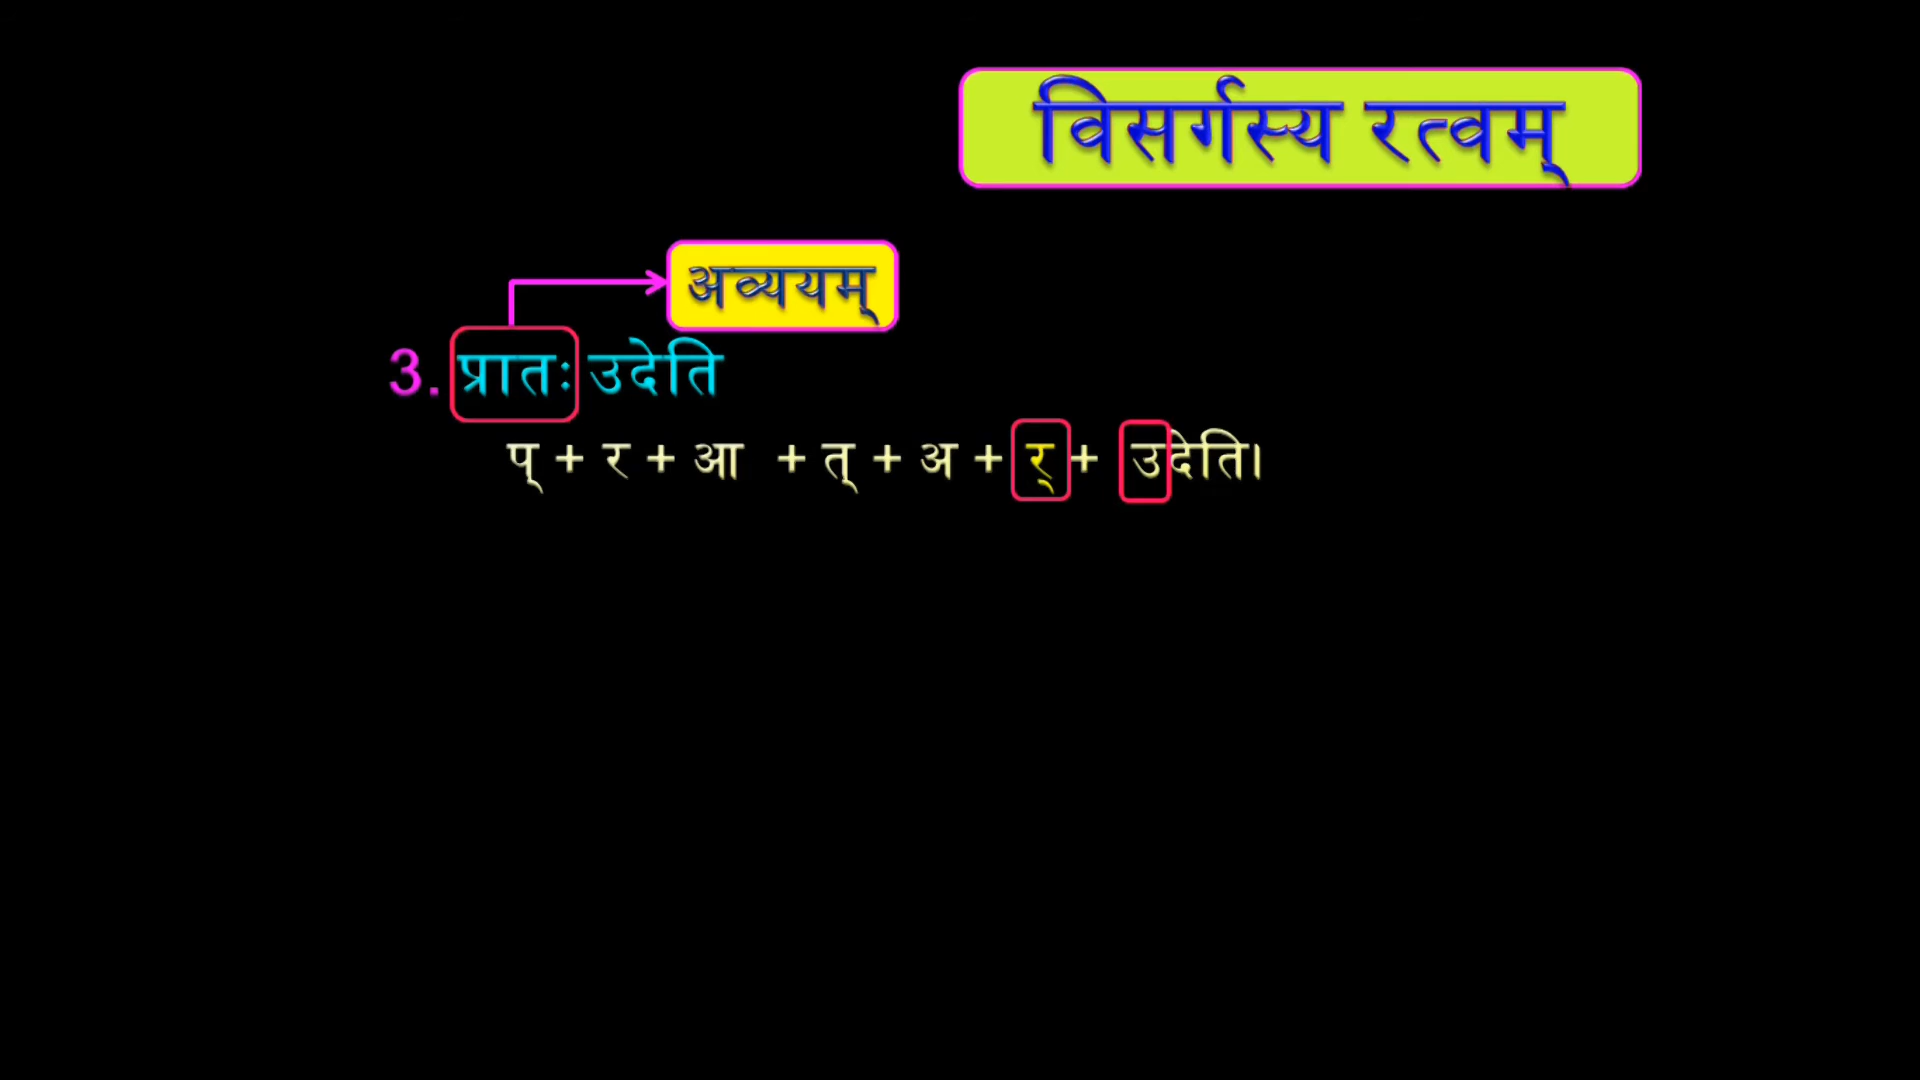 विसर्गस्य रत्वम्
अव्ययम्
3. प्रातः उदेति
प् + र + आ + त् + अ + र् + उदेति।